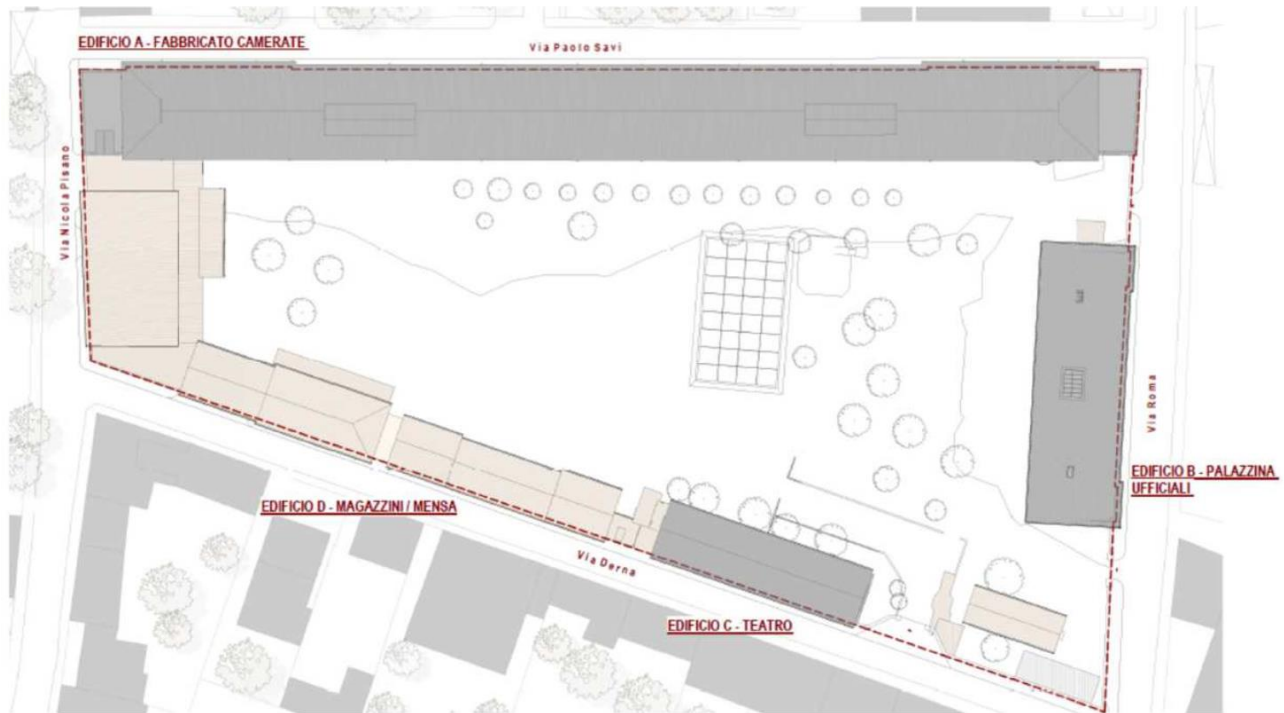 EDIFICIO A - FABBRICATO CAMERATE
Via Paolo Savi
Via Nicola Pisano
Via Roma
EDIFICIO B - PALAZZINA
UFFICIALI
EDIFICIO D - MAGAZZINI / MENSA
Via Derna
EDIFICIO C - TEATRO